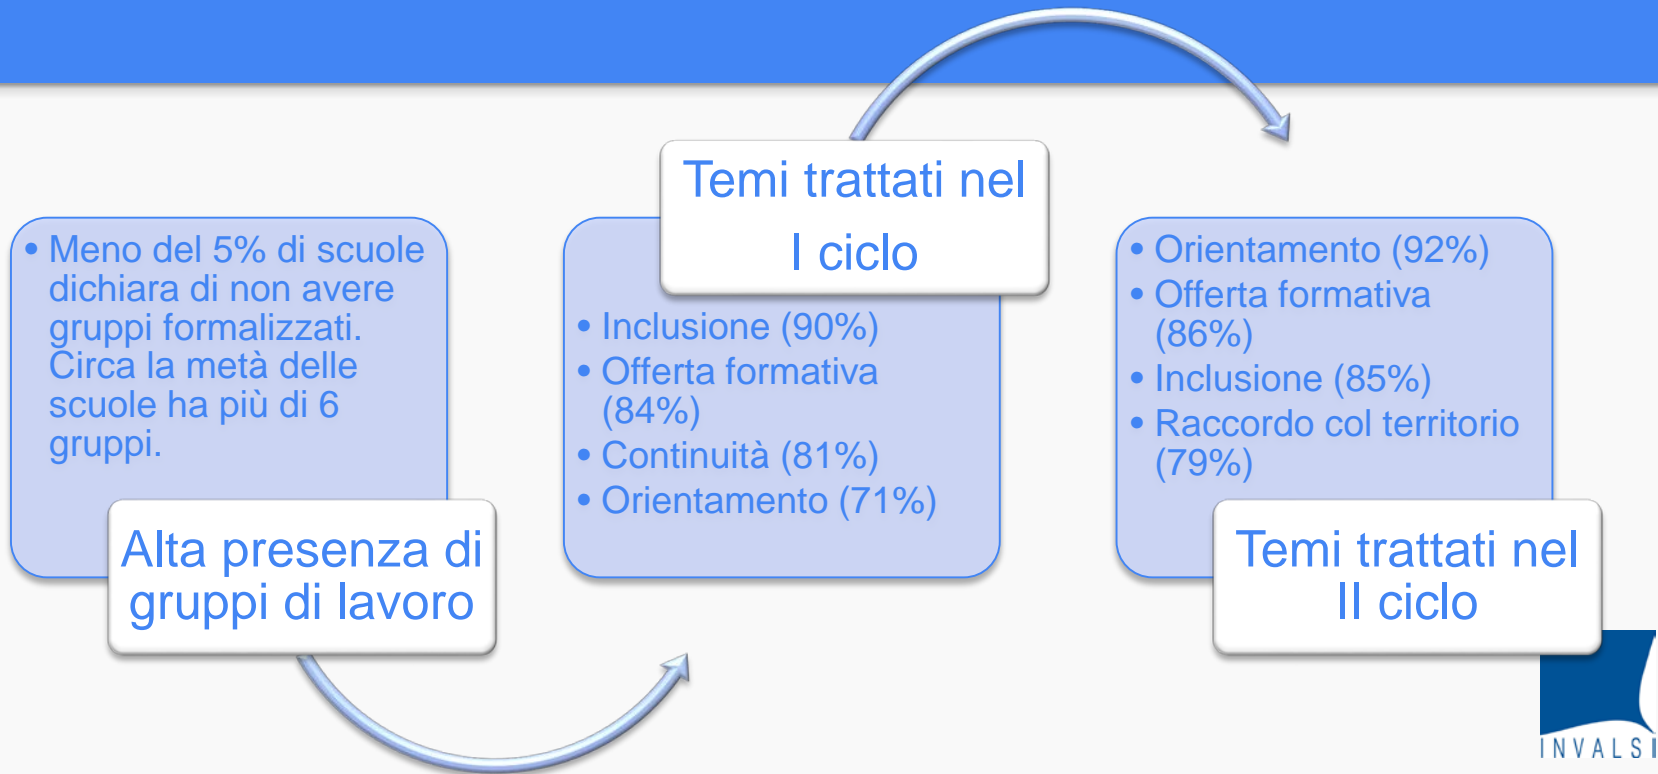 • Meno del 5% di scuole
dichiara di non avere
gruppi formalizzati.
Circa la metà delle
scuole ha più di 6
gruppi.
Alta presenza di
gruppi di lavoro
Temi trattati nel
I ciclo
• Inclusione (90%)
• Offerta formativa
(84%)
• Continuità (81%)
• Orientamento (71%)
• Orientamento (92%)
• Offerta formativa
(86%)
• Inclusione (85%)
• Raccordo col territorio
(79%)
Temi trattati nel
II ciclo
INVALSI